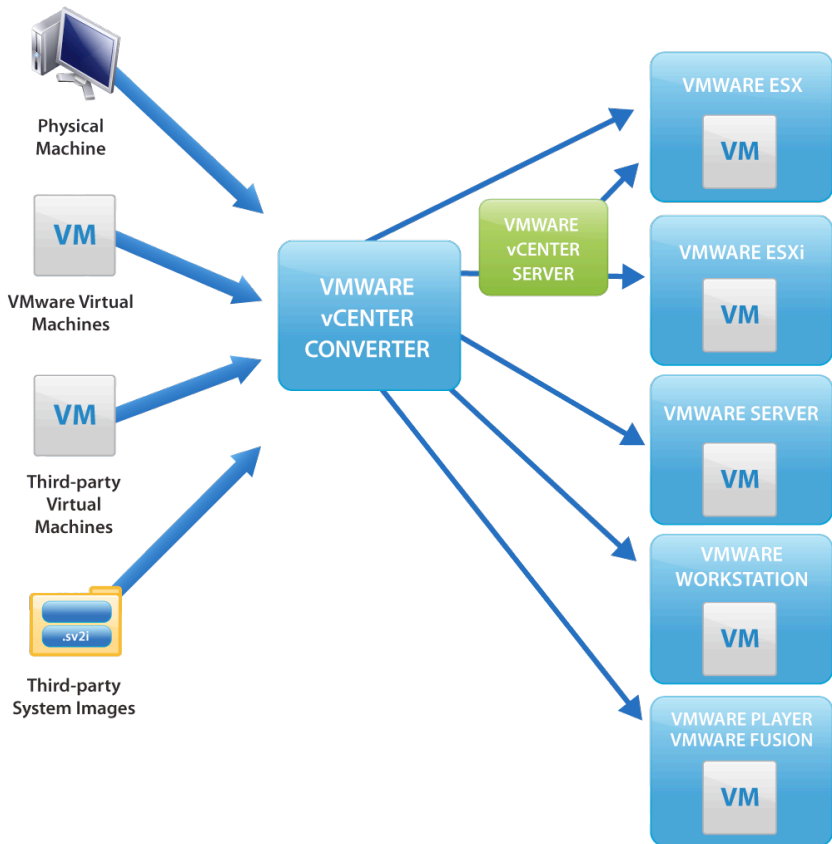 Physical
Machine
VM
VMware Virtual
Machines
VM
Third-party
Virtual
Machines
.sv2i
Third-party
System Images
VMWARE
vCENTER
CONVERTER
VMWARE
vCENTER
SERVER
VMWARE ESX
VM
VMWARE ESXi
VM
VMWARE SERVER
VM
VMWARE
WORKSTATION
VM
VMWARE PLAYER
VMWARE FUSION
VM